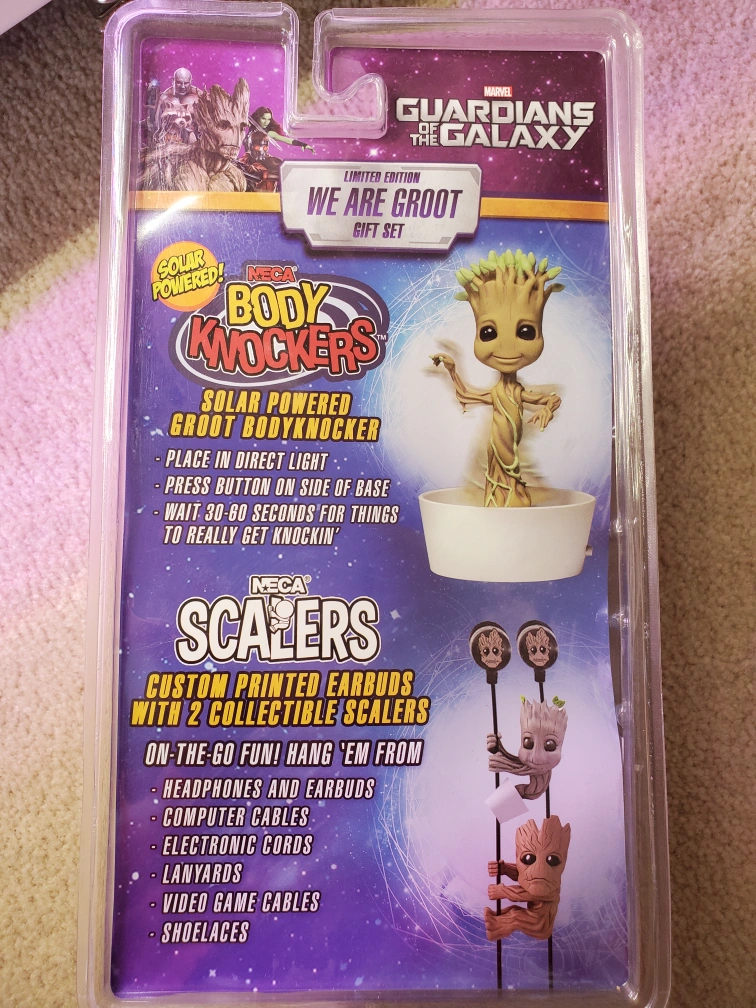 MARVEL
GUARDIANS
OF THE GALAXY
LIMITED EDITION
WE ARE GROOT
GIFT SET
SOLAR
POWERED!
NECA®
BODY
KNOCKERS™
SOLAR POWERED
GROOT BODYKNOCKER
- PLACE IN DIRECT LIGHT
- PRESS BUTTON ON SIDE OF BASE
- WAIT 30-60 SECONDS FOR THINGS
TO REALLY GET KNOCKIN'
NECA®
SCALERS
CUSTOM PRINTED EARBUDS
WITH 2 COLLECTIBLE SCALERS
ON-THE-GO FUN! HANG 'EM FROM
- HEADPHONES AND EARBUDS
- COMPUTER CABLES
- ELECTRONIC CORDS
- LANYARDS
- VIDEO GAME CABLES
- SHOELACES